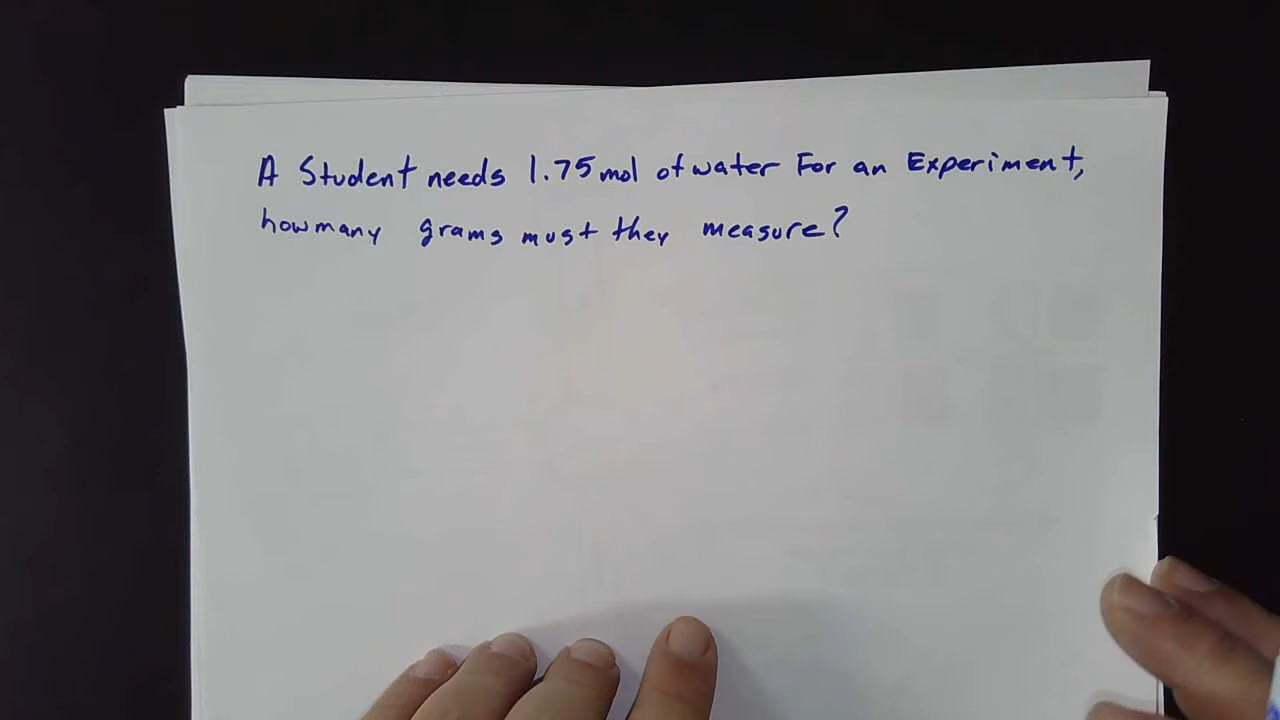 A Student needs 1.75 mol of water For an Experiment,
how many grams must they measure?